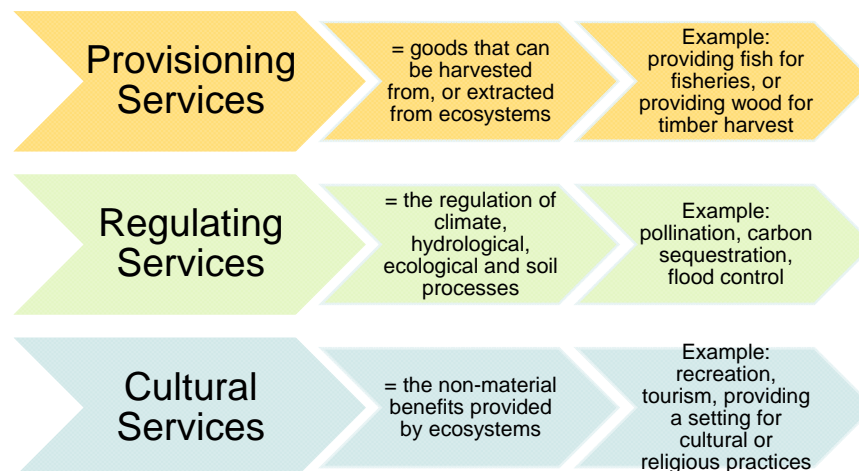 Provisioning
Services
= goods that can
be harvested
from, or extracted
from ecosystems
Example:
providing fish for
fisheries, or
providing wood for
timber harvest
Regulating
Services
= the regulation of
climate,
hydrological,
ecological and soil
processes
Example:
pollination, carbon
sequestration,
flood control
Cultural
Services
= the non-material
benefits provided
by ecosystems
Example:
recreation,
tourism, providing
a setting for
cultural or
religious practices